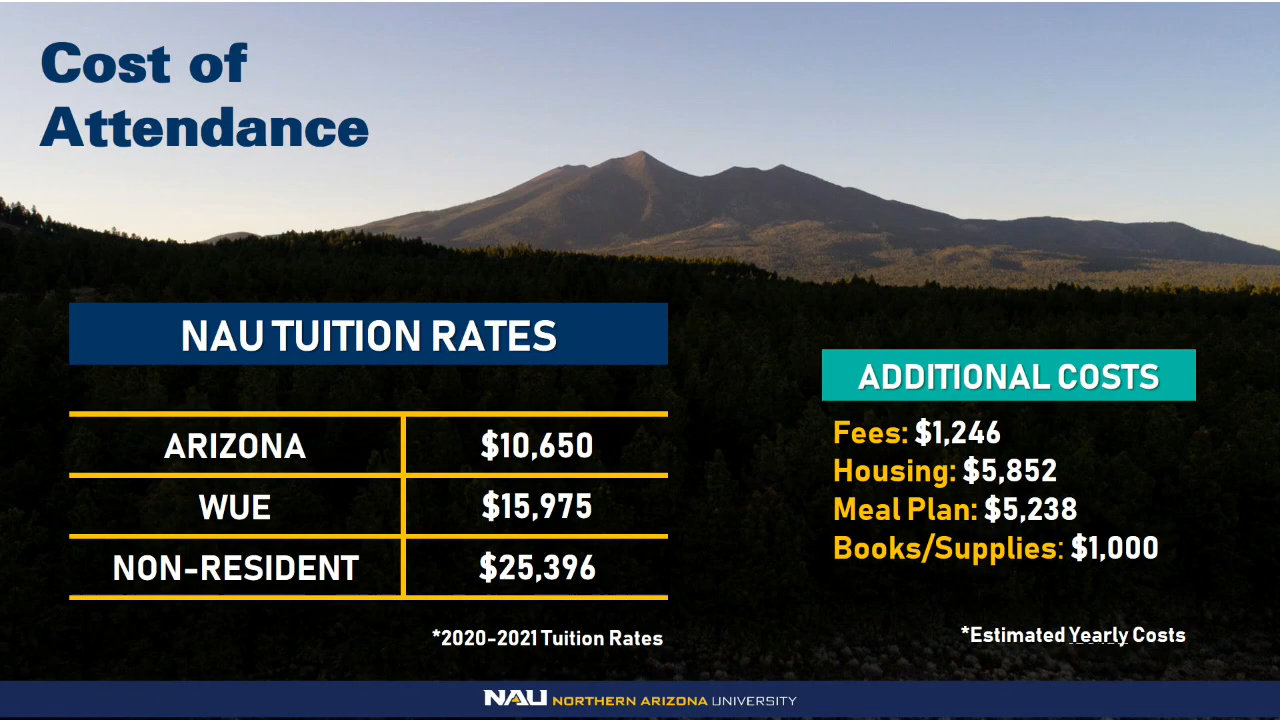 Cost of
Attendance
NAU TUITION RATES
ARIZONA $10,650
WUE $15,975
NON-RESIDENT $25,396
*2020-2021 Tuition Rates
ADDITIONAL COSTS
Fees: $1,246
Housing: $5,852
Meal Plan: $5,238
Books/Supplies: $1,000
*Estimated Yearly Costs
NAU NORTHERN ARIZONA UNIVERSITY